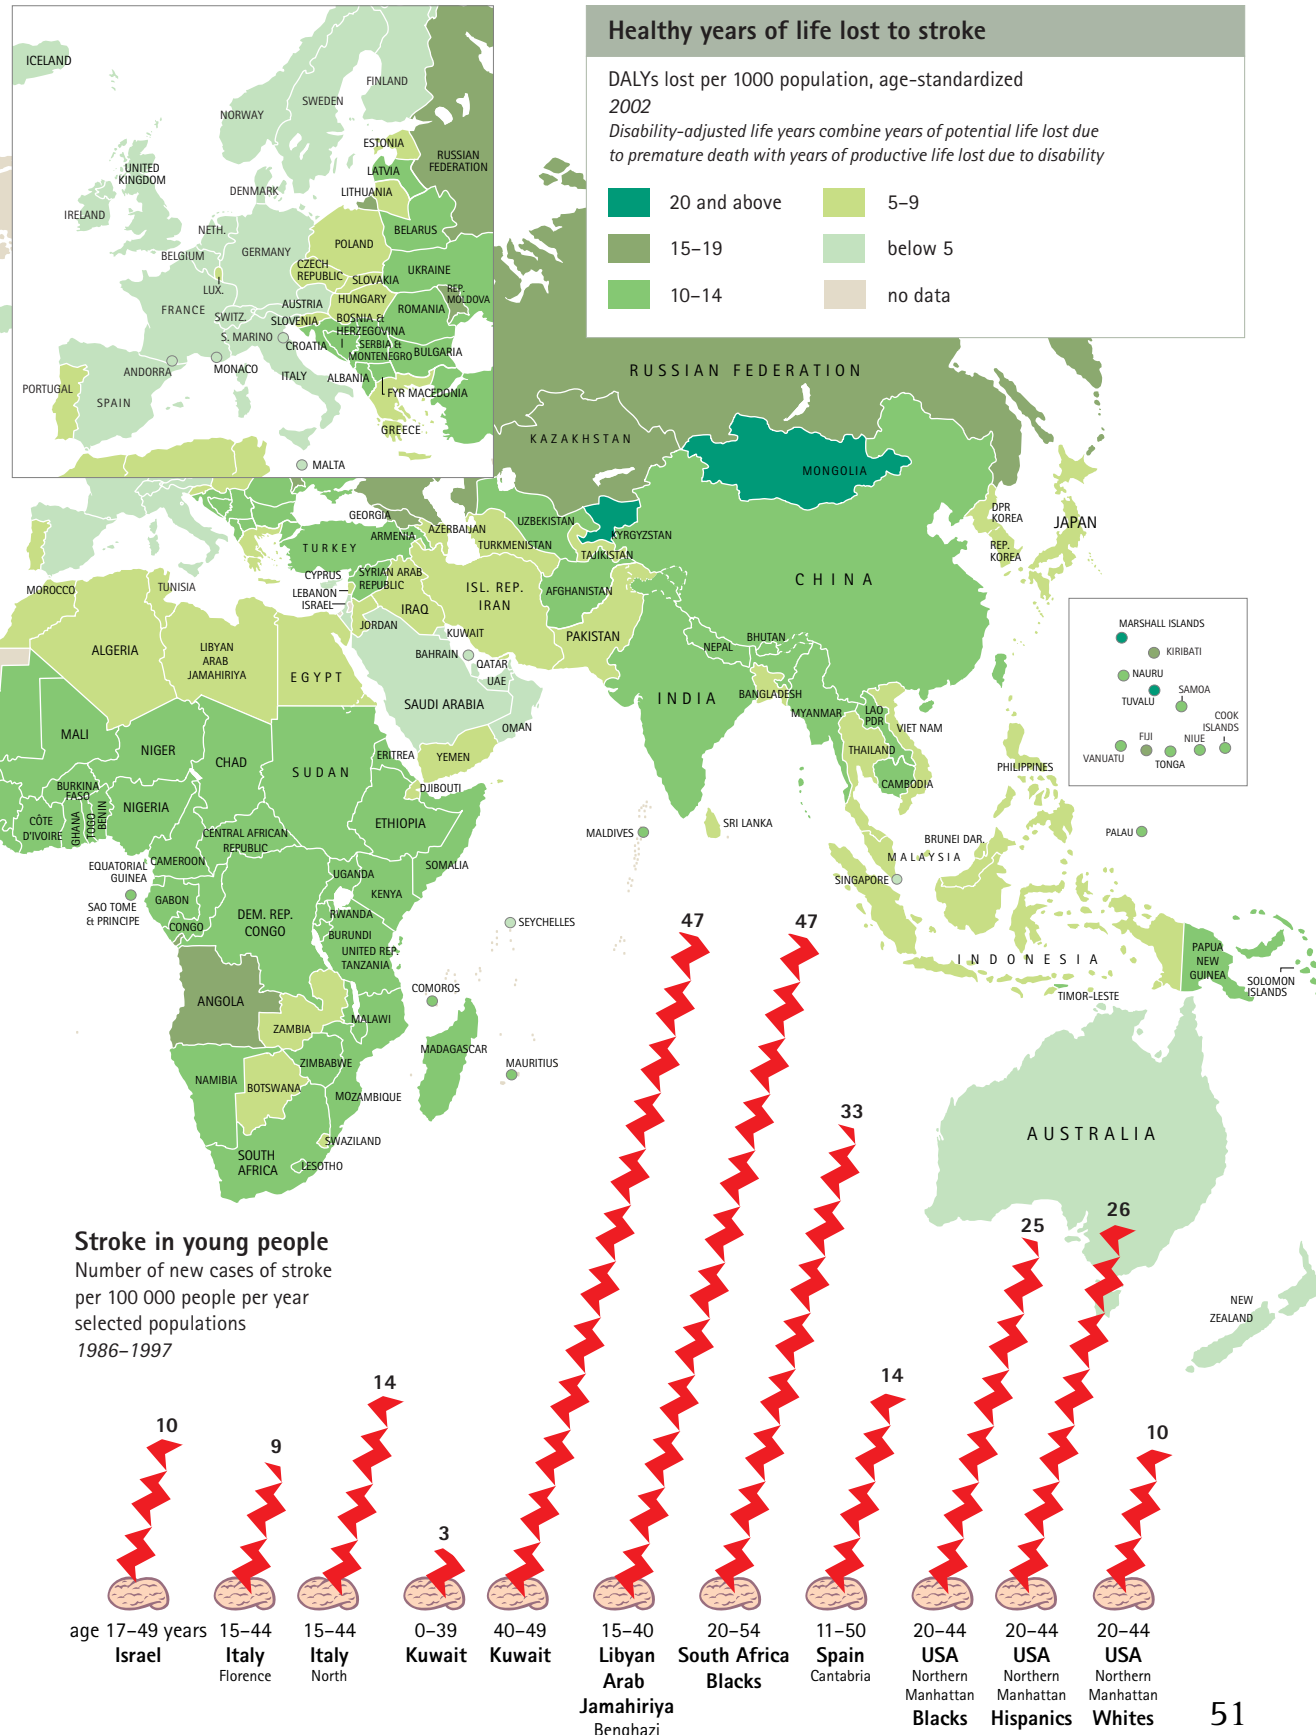 Healthy years of life lost to stroke
DALYs lost per 1000 population, age-standardized
2002
Disability-adjusted life years combine years of potential life lost due
to premature death with years of productive life lost due to disability
20 and above
15–19
10–14
5–9
below 5
no data
ICELAND
FINLAND
SWEDEN
NORWAY
ESTONIA
RUSSIAN
FEDERATION
LATVIA
UNITED
KINGDOM
DENMARK
LITHUANIA
IRELAND
NETH.
BELARUS
POLAND
BELGIUM
GERMANY
CZECH
REPUBLIC
UKRAINE
SLOVAKIA
LUX.
REP.
MOLDOVA
AUSTRIA
HUNGARY
FRANCE
SWITZ.
ROMANIA
SLOVENIA
BOSNIA &
HERZEGOVINA
S. MARINO
CROATIA
SERBIA &
MONTENEGRO
BULGARIA
ANDORRA
MONACO
ITALY
ALBANIA
PORTUGAL
SPAIN
FYR MACEDONIA
GREECE
MALTA
RUSSIAN FEDERATION
KAZAKHSTAN
MONGOLIA
GEORGIA
ARMENIA
AZERBAIJAN
UZBEKISTAN
KYRGYZSTAN
TURKMENISTAN
TAJIKISTAN
TURKEY
DPR
KOREA
JAPAN
REP.
KOREA
CYPRUS
SYRIAN ARAB
REPUBLIC
LEBANON
ISRAEL
ISL. REP.
IRAN
AFGHANISTAN
CHINA
MOROCCO
TUNISIA
IRAQ
JORDAN
KUWAIT
PAKISTAN
BHUTAN
NEPAL
ALGERIA
LIBYAN
ARAB
JAMAHIRIYA
EGYPT
BAHRAIN
QATAR
UAE
SAUDI ARABIA
OMAN
INDIA
BANGLADESH
MYANMAR
LAO
PDR
VIET NAM
MARSHALL ISLANDS
KIRIBATI
NAURU
TUVALU
SAMOA
COOK
ISLANDS
FIJI
NIUE
VANUATU
TONGA
MALI
NIGER
CHAD
SUDAN
ERITREA
YEMEN
DJIBOUTI
THAILAND
CAMBODIA
PHILIPPINES
BURKINA
FASO
NIGERIA
CÔTE
D'IVOIRE
GHANA
TOGO
BENIN
CENTRAL AFRICAN
REPUBLIC
ETHIOPIA
MALDIVES
SRI LANKA
BRUNEI DAR.
MALAYSIA
PALAU
EQUATORIAL
GUINEA
CAMEROON
SOMALIA
UGANDA
KENYA
SINGAPORE
SAO TOME
& PRINCIPE
GABON
CONGO
DEM. REP.
CONGO
RWANDA
BURUNDI
UNITED REP.
TANZANIA
SEYCHELLES
INDONESIA
PAPUA
NEW
GUINEA
SOLOMON
ISLANDS
TIMOR-LESTE
ANGOLA
COMOROS
ZAMBIA
MALAWI
MADAGASCAR
MAURITIUS
ZIMBABWE
NAMIBIA
BOTSWANA
MOZAMBIQUE
SWAZILAND
SOUTH
AFRICA
LESOTHO
AUSTRALIA
NEW
ZEALAND
Stroke in young people
Number of new cases of stroke
per 100 000 people per year
selected populations
1986–1997
10
9
14
3
47
47
33
14
25
26
10
age 17–49 years
Israel
15–44
Italy
Florence
15–44
Italy
North
0–39
Kuwait
40–49
Kuwait
15–40
Libyan
Arab
Jamahiriya
Benghazi
20–54
South Africa
Blacks
11–50
Spain
Cantabria
20–44
USA
Northern
Manhattan
Blacks
20–44
USA
Northern
Manhattan
Hispanics
20–44
USA
Northern
Manhattan
Whites
51